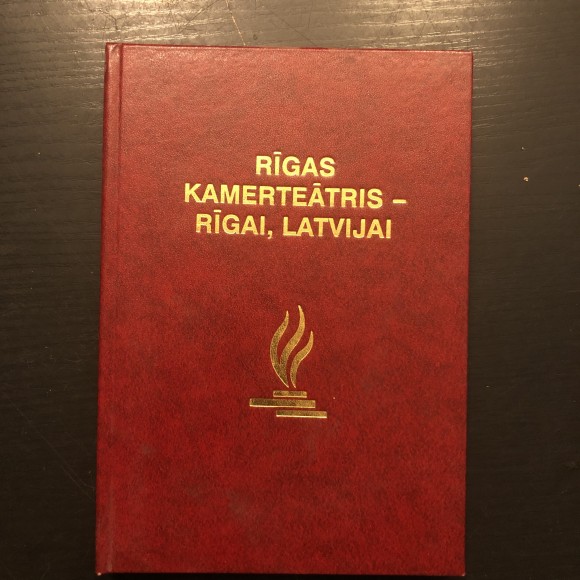 RĪGAS
KAMERTEĀTRIS –
RĪGAI, LATVIJAI